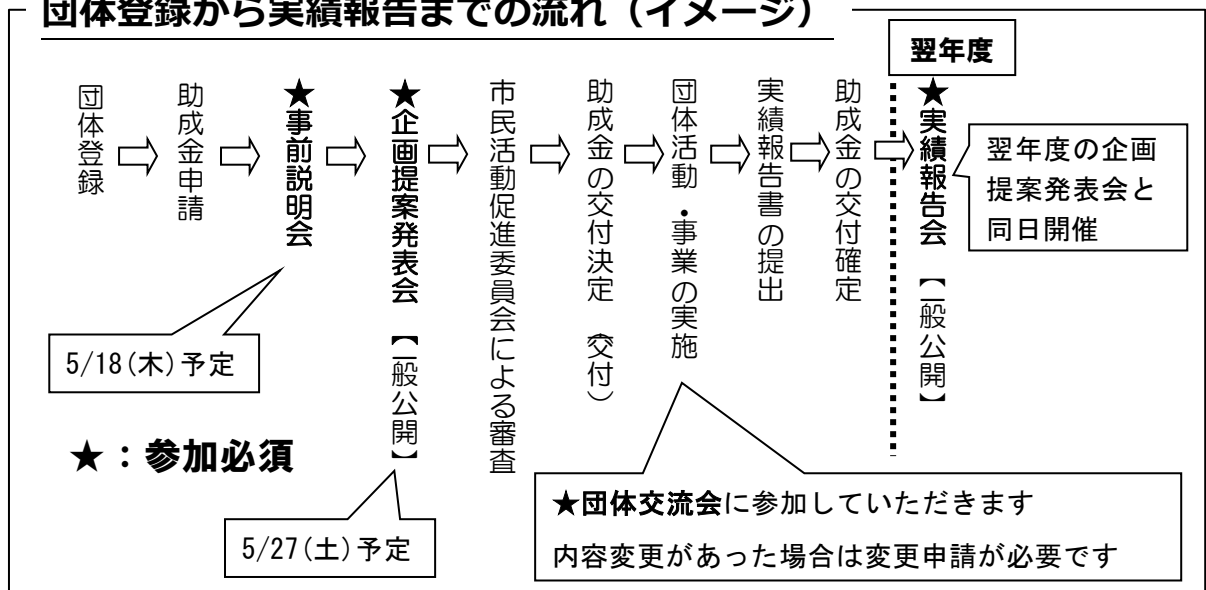 団体登録から実績報告までの流れ（イメージ）
翌年度
団体登録
助成金申請
★事前説明会
★企画提案発表会【一般公開】
市民活動促進委員会による審査
助成金の交付決定（交付）
団体活動・事業の実施
実績報告書の提出
助成金の交付確定
★実績報告会【一般公開】
翌年度の企画
提案発表会と
同日開催
5/18(木)予定
★：参加必須
5/27(土)予定
★団体交流会に参加していただきます
内容変更があった場合は変更申請が必要です